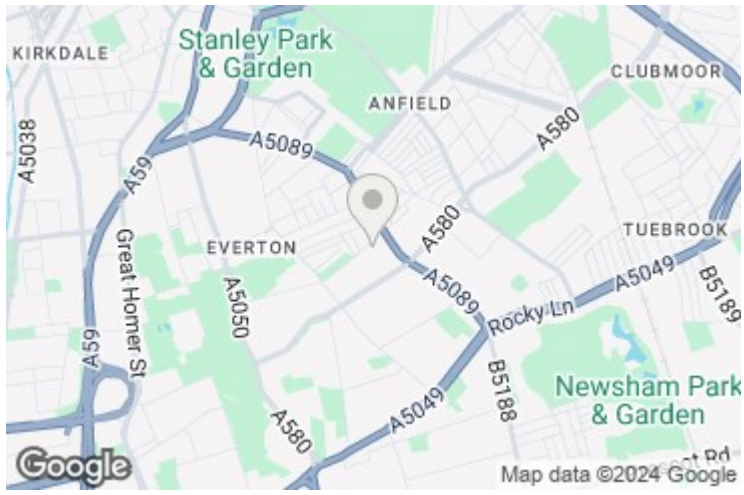 KIRKDALE
Stanley Park
& Garden
CLUBMOOR
ANFIELD
A5038
A5089
A580
A59
TUEBROOK
A580
EVERTON
Great Homer St
A5050
A5089
A5049
B5189
Rocky Ln
A59
B5188
Newsham Park
& Garden
A580
A5049
Rd
Google
Map data ©2024 Google